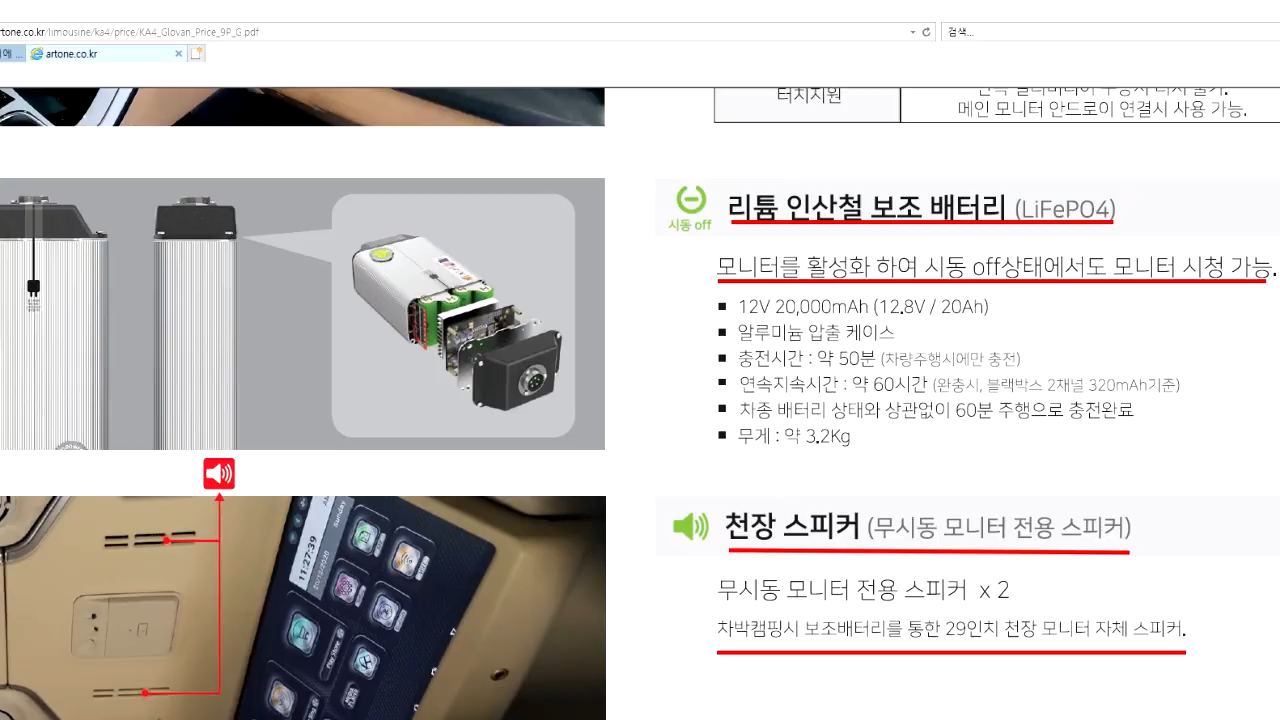 rtone.co.kr/limousine/ka4/price/KA4_Glovan_Price_9P_G.pdf
검색...
artone.co.kr
터치지원
메인 모니터 안드로이 연결시 사용 가능.
시동 off
리튬 인산철 보조 배터리 (LiFePO4)
모니터를 활성화 하여 시동 off상태에서도 모니터 시청 가능.
■ 12V 20,000mAh (12.8V / 20Ah)
■ 알루미늄 압출 케이스
■ 충전시간 : 약 50분 (차량주행시에만 충전)
■ 연속지속시간 : 약 60시간 (완충시, 블랙박스 2채널 320mAh기준)
■ 차종 배터리 상태와 상관없이 60분 주행으로 충전완료
■ 무게 : 약 3.2Kg
천장 스피커 (무시동 모니터 전용 스피커)
무시동 모니터 전용 스피커 x 2
차박캠핑시 보조배터리를 통한 29인치 천장 모니터 자체 스피커.
Sunday
11:27:39
20/12/2020
Play Store